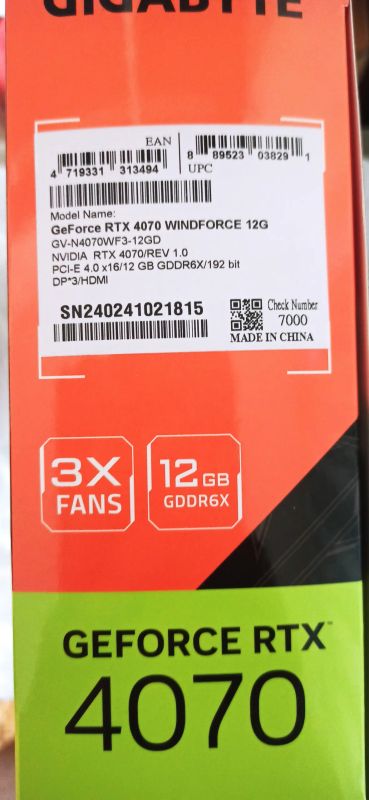 GIGABYTE
EAN
4 719331 313494
8 89523 03829 1
UPC
Model Name:
GeForce RTX 4070 WINDFORCE 12G
GV-N4070WF3-12GD
NVIDIA RTX 4070/REV 1.0
PCI-E 4.0 x16/12 GB GDDR6X/192 bit
DP*3/HDMI
SN240241021815
Check Number
7000
MADE IN CHINA
3X
FANS
12GB
GDDR6X
GEFORCE RTX™
4070